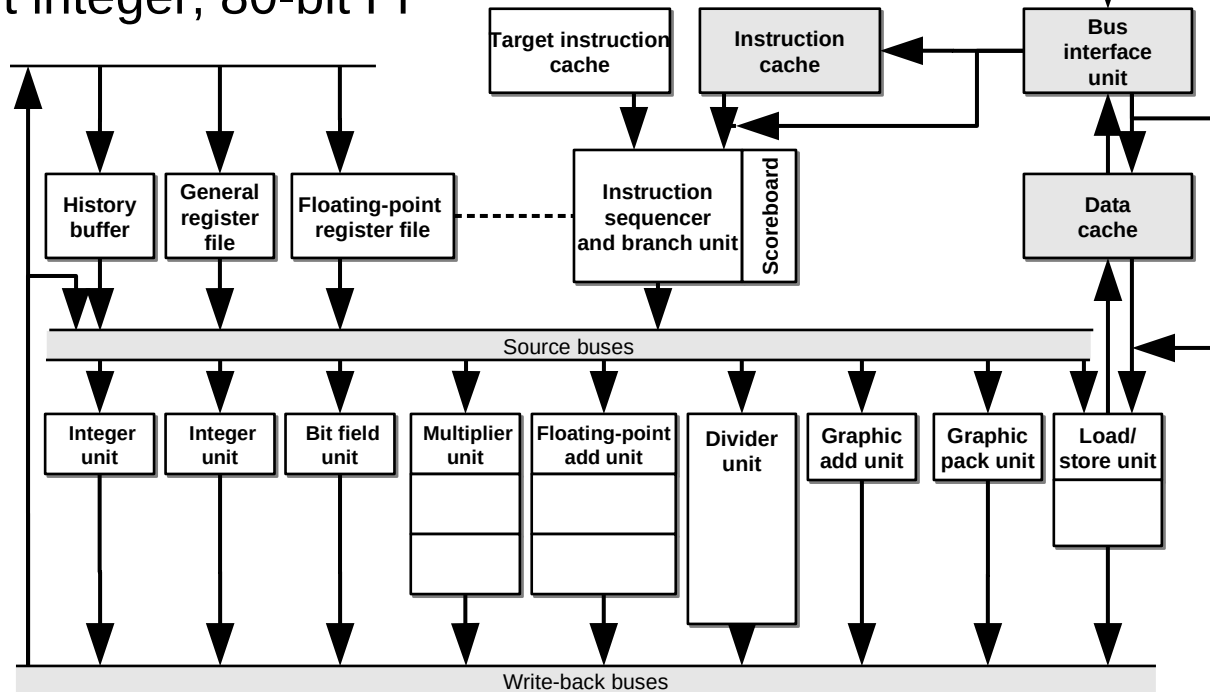 t integer, 80-bit FP
Target instruction
cache
Instruction
cache
Bus
interface
unit
History
buffer
General
register
file
Floating-point
register file
Instruction
sequencer
and branch unit
Scoreboard
Data
cache
Source buses
Integer
unit
Integer
unit
Bit field
unit
Multiplier
unit
Floating-point
add unit
Divider
unit
Graphic
add unit
Graphic
pack unit
Load/
store unit
Write-back buses